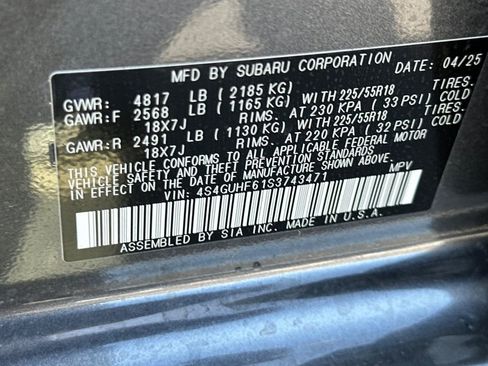 MFD BY SUBARU CORPORATION DATE: 04/25
GVWR: 4817 LB (2185 KG)
GAWR:F 2568 LB (1165 KG) WITH 225/55R18 TIRES.
18X7J RIMS.AT 230 KPA (33 PSI) COLD
GAWR:R 2491 LB (1130 KG) WITH 225/55R18 TIRES.
18X7J RIMS.AT 220 KPA (32 PSI) COLD
THIS VEHICLE CONFORMS TO ALL APPLICABLE FEDERAL MOTOR
VEHICLE SAFETY STANDARDS IN EFFECT ON THE DATE OF
MANUFACTURE SHOWN ABOVE.
VIN: 4S4GUHF61S3743471 MPV
ASSEMBLED BY SIA INC. MADE IN U.S.A.